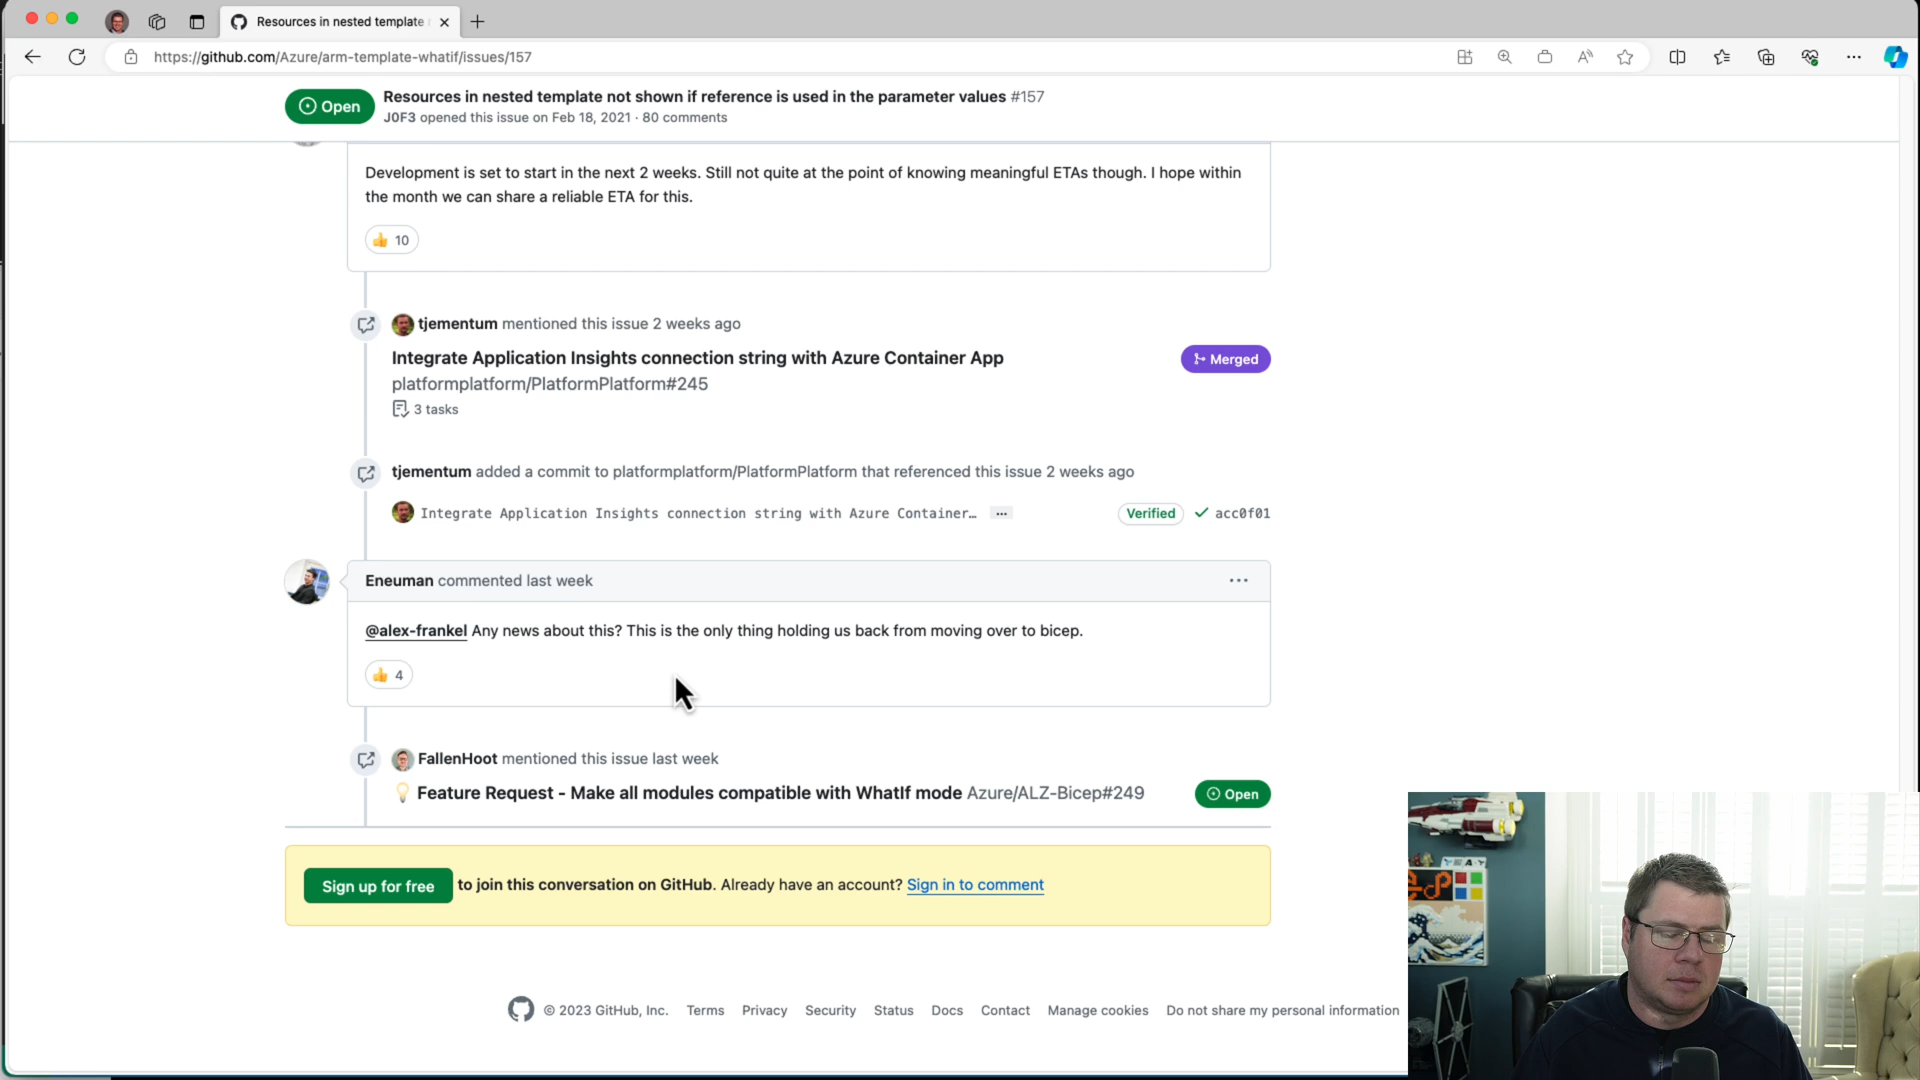 Resources in nested template
https://github.com/Azure/arm-template-whatif/issues/157
Open
Resources in nested template not shown if reference is used in the parameter values #157
J0F3 opened this issue on Feb 18, 2021 · 80 comments
Development is set to start in the next 2 weeks. Still not quite at the point of knowing meaningful ETAs though. I hope within
the month we can share a reliable ETA for this.
👍 10
tjementum mentioned this issue 2 weeks ago
Integrate Application Insights connection string with Azure Container App
Merged
platformplatform/PlatformPlatform#245
3 tasks
tjementum added a commit to platformplatform/PlatformPlatform that referenced this issue 2 weeks ago
Integrate Application Insights connection string with Azure Container…
Verified
acc0f01
Eneuman commented last week
@alex-frankel Any news about this? This is the only thing holding us back from moving over to bicep.
👍 4
FallenHoot mentioned this issue last week
💡 Feature Request - Make all modules compatible with WhatIf mode Azure/ALZ-Bicep#249
Open
Sign up for free to join this conversation on GitHub. Already have an account? Sign in to comment
© 2023 GitHub, Inc. Terms Privacy Security Status Docs Contact Manage cookies Do not share my personal information